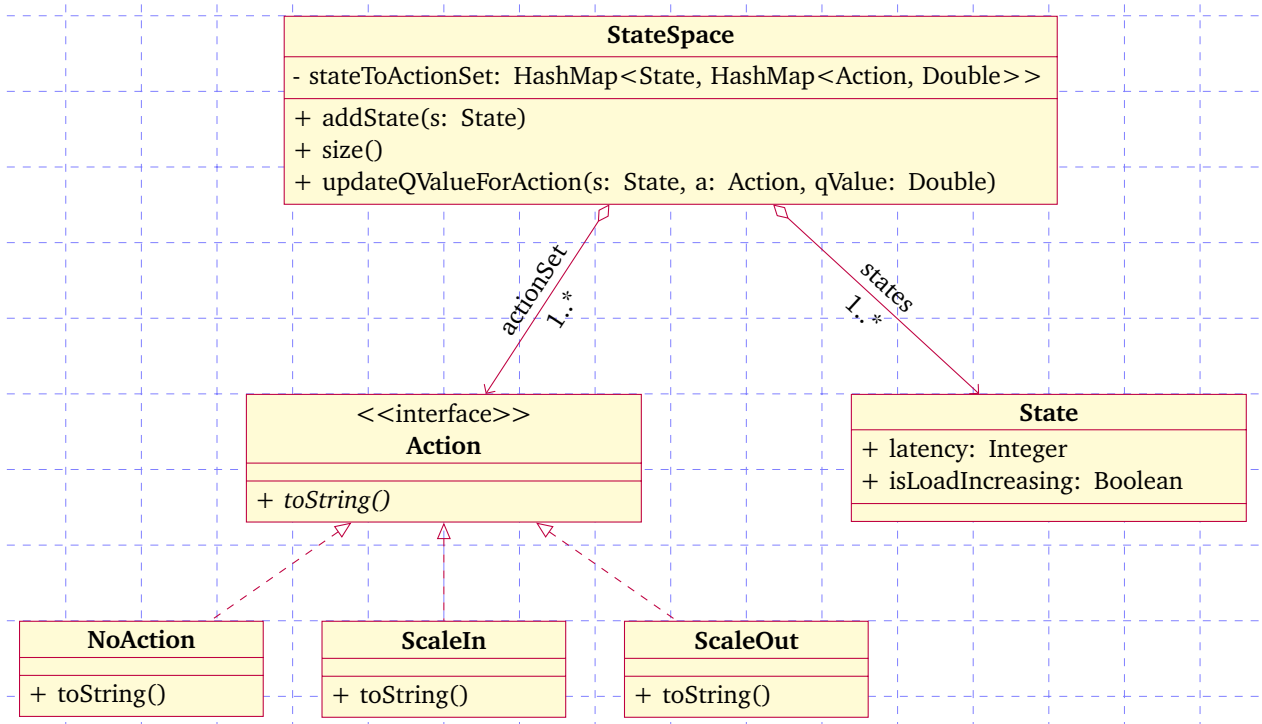 StateSpace
- stateToActionSet: HashMap<State, HashMap<Action, Double>>
+ addState(s: State)
+ size()
+ updateQValueForAction(s: State, a: Action, qValue: Double)
actionSet
1..*
states
1..*
<<interface>>
Action
+ toString()
State
+ latency: Integer
+ isLoadIncreasing: Boolean
NoAction
+ toString()
ScaleIn
+ toString()
ScaleOut
+ toString()